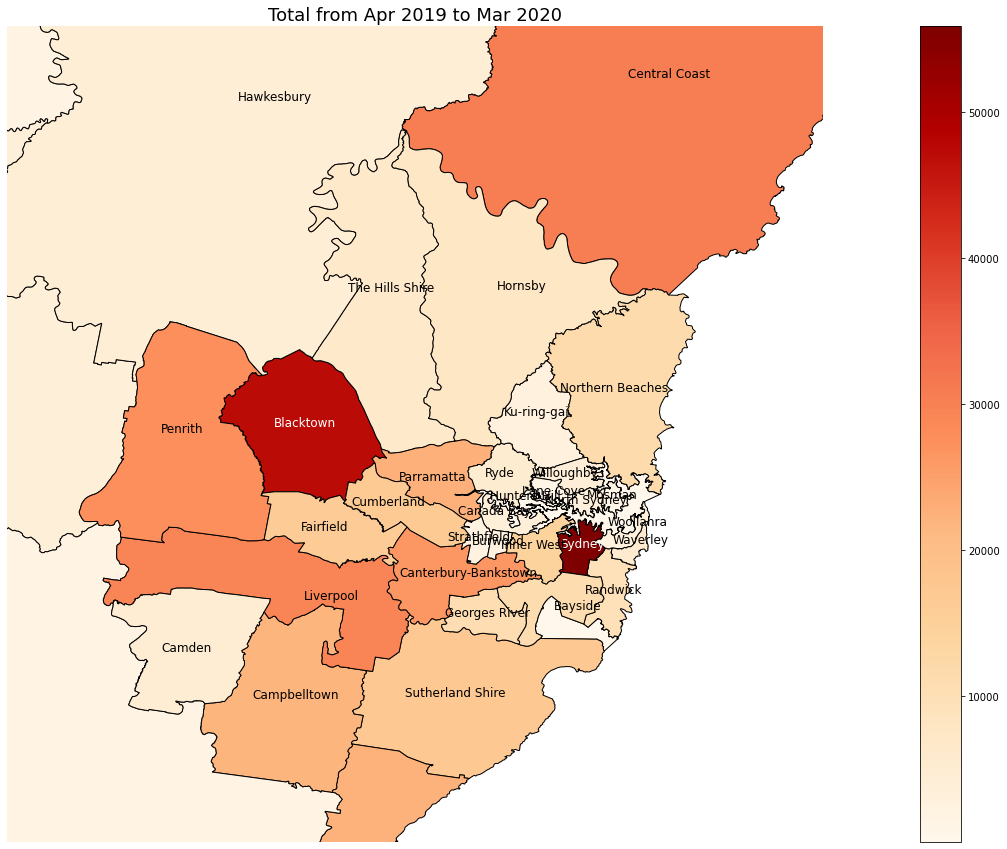 Total from Apr 2019 to Mar 2020
Central Coast
Hawkesbury
50000
The Hills Shire
Hornsby
40000
Northern Beaches
Ku-ring-gai
30000
Blacktown
Penrith
Parramatta
Ryde
Willoughby
Lane Cove
Mosman
North Sydney
Cumberland
Canada Bay
Woollahra
Fairfield
Strathfield
Burwood
Inner West
Sydney
Waverley
20000
Canterbury-Bankstown
Liverpool
Randwick
Bayside
Georges River
Camden
Campbelltown
Sutherland Shire
10000